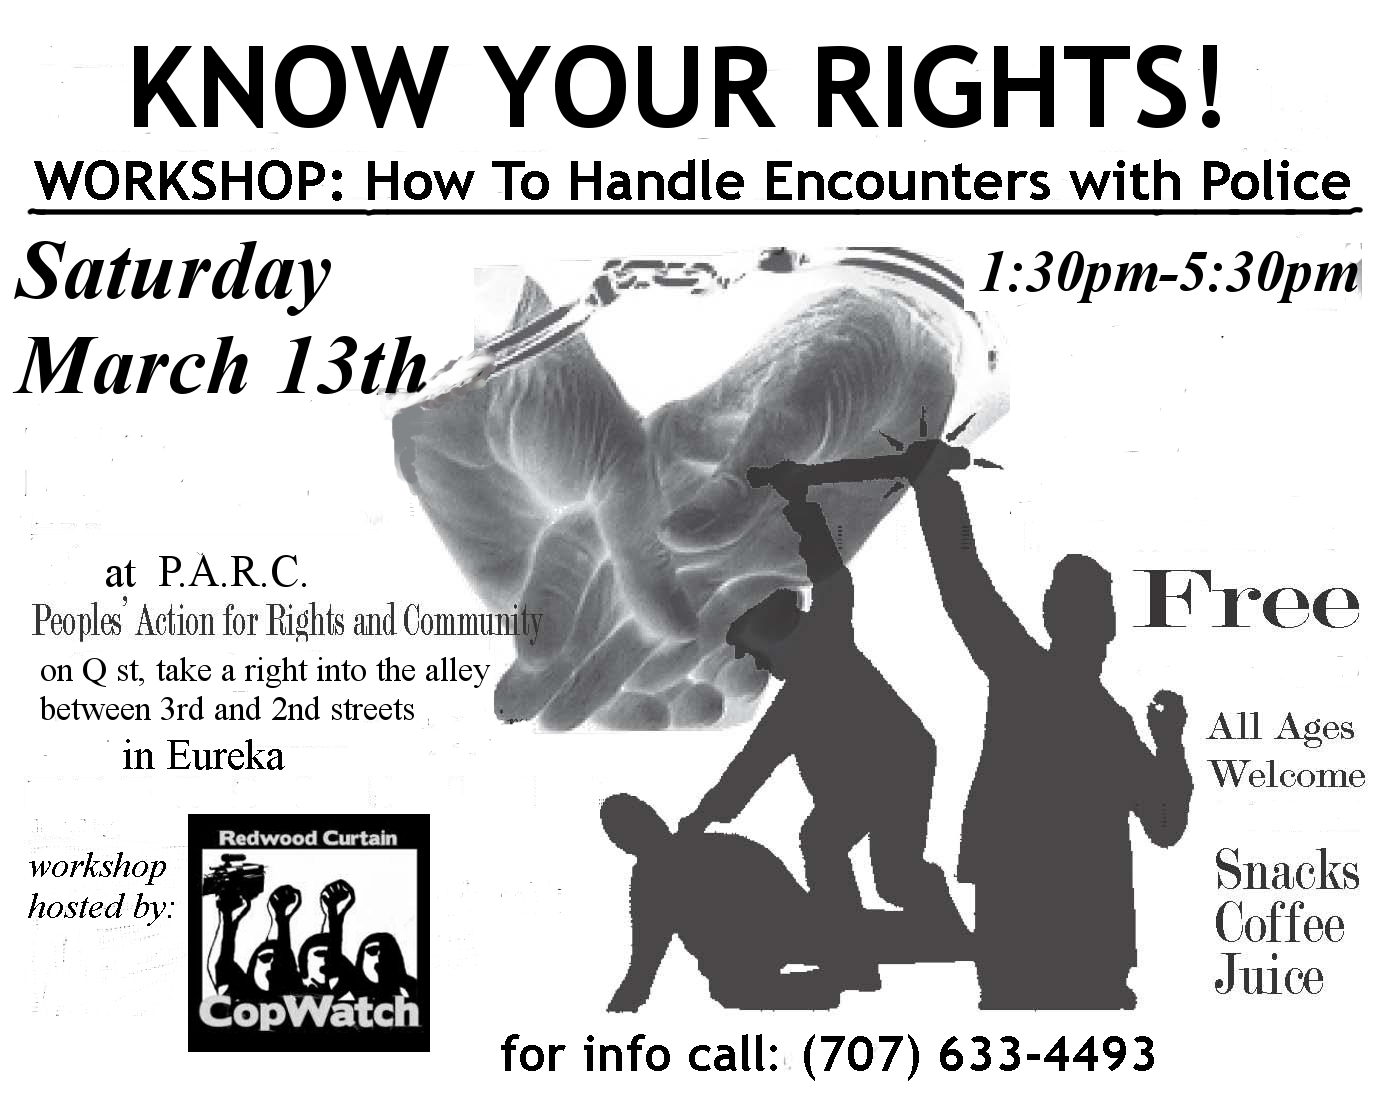 KNOW YOUR RIGHTS!
WORKSHOP: How To Handle Encounters with Police
Saturday
March 13th
1:30pm-5:30pm
at P.A.R.C.
Peoples' Action for Rights and Community
on Q st, take a right into the alley
between 3rd and 2nd streets
in Eureka
Free
All Ages
Welcome
Snacks
Coffee
Juice
workshop
hosted by:
Redwood Curtain
CopWatch
for info call: (707) 633-4493